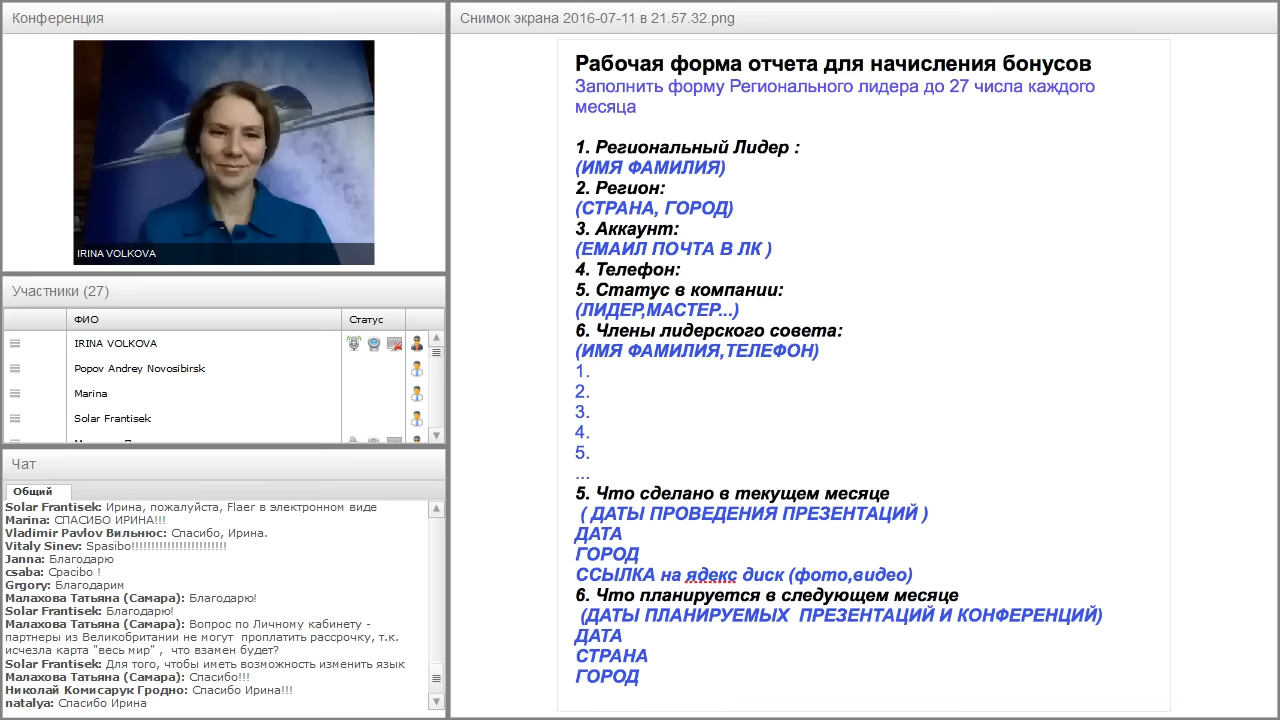 Конференция
IRINA VOLKOVA
Участники (27)
ФИО
Статус
IRINA VOLKOVA
Popov Andrey Novosibirsk
Marina
Solar Frantisek
Чат
Общий
Solar Frantisek: Ирина, пожалуйста, Flaer в электронном виде
Marina: СПАСИБО ИРИНА!!!
Vladimir Pavlov Вильнюс: Спасибо, Ирина.
Vitaly Sinev: Spasibo!!!!!!!!!!!!!!!!!!!!!!!!
Janna: Благодарю
csaba: Cpacibo !
Grgory: Благодарим
Малахова Татьяна (Самара): Благодарю!
Solar Frantisek: Благодарю!
Малахова Татьяна (Самара): Вопрос по Личному кабинету -
партнеры из Великобритании не могут проплатить рассрочку, т.к.
исчезла карта "весь мир" , что взамен будет?
Solar Frantisek: Для того, чтобы иметь возможность изменить язык
Малахова Татьяна (Самара): Спасибо!!!
Николай Комисарук Гродно: Спасибо Ирина!!!
natalya: Спасибо Ирина
Снимок экрана 2016-07-11 в 21.57.32.png
Рабочая форма отчета для начисления бонусов
Заполнить форму Регионального лидера до 27 числа каждого
месяца
1. Региональный Лидер :
(ИМЯ ФАМИЛИЯ)
2. Регион:
(СТРАНА, ГОРОД)
3. Аккаунт:
(ЕМАИЛ ПОЧТА В ЛК )
4. Телефон:
5. Статус в компании:
(ЛИДЕР,МАСТЕР...)
6. Члены лидерского совета:
(ИМЯ ФАМИЛИЯ,ТЕЛЕФОН)
1.
2.
3.
4.
5.
...
5. Что сделано в текущем месяце
( ДАТЫ ПРОВЕДЕНИЯ ПРЕЗЕНТАЦИЙ )
ДАТА
ГОРОД
ССЫЛКА на ядекс диск (фото,видео)
6. Что планируется в следующем месяце
(ДАТЫ ПЛАНИРУЕМЫХ ПРЕЗЕНТАЦИЙ И КОНФЕРЕНЦИЙ)
ДАТА
СТРАНА
ГОРОД